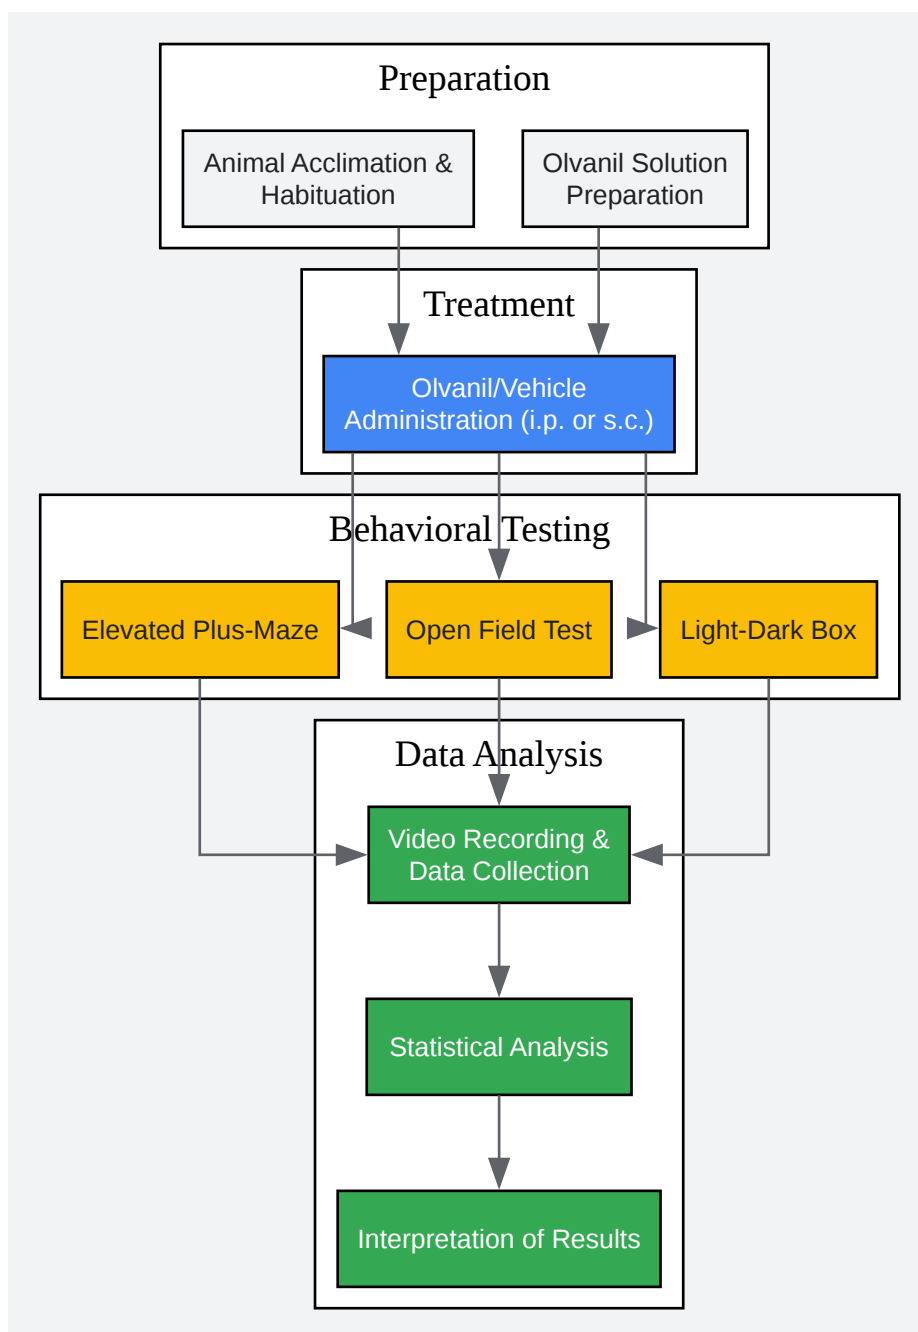 Preparation
Animal Acclimation &
Habituation
Olvanil Solution
Preparation
Treatment
Olvanil/Vehicle
Administration (i.p. or s.c.)
Behavioral Testing
Elevated Plus-Maze
Open Field Test
Light-Dark Box
Data Analysis
Video Recording &
Data Collection
Statistical Analysis
Interpretation of Results